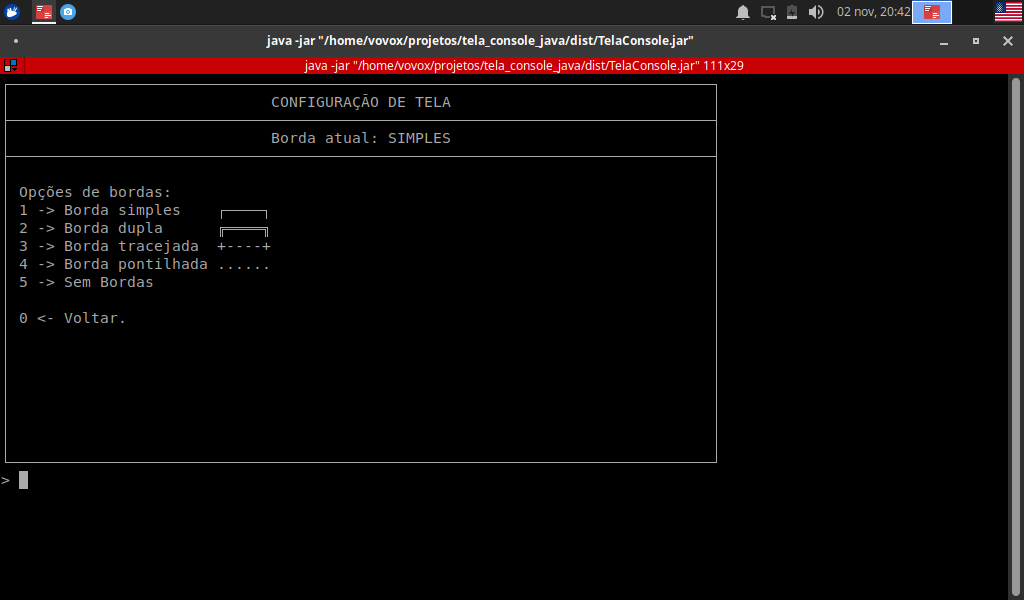 02 nov, 20:42
java -jar "/home/vovox/projetos/tela_console_java/dist/TelaConsole.jar"
java -jar "/home/vovox/projetos/tela_console_java/dist/TelaConsole.jar" 111x29
CONFIGURAÇÃO DE TELA
Borda atual: SIMPLES
Opções de bordas:
1 -> Borda simples ┌────┐
2 -> Borda dupla ╔════╗
3 -> Borda tracejada +----+
4 -> Borda pontilhada ......
5 -> Sem Bordas
0 <- Voltar.
>